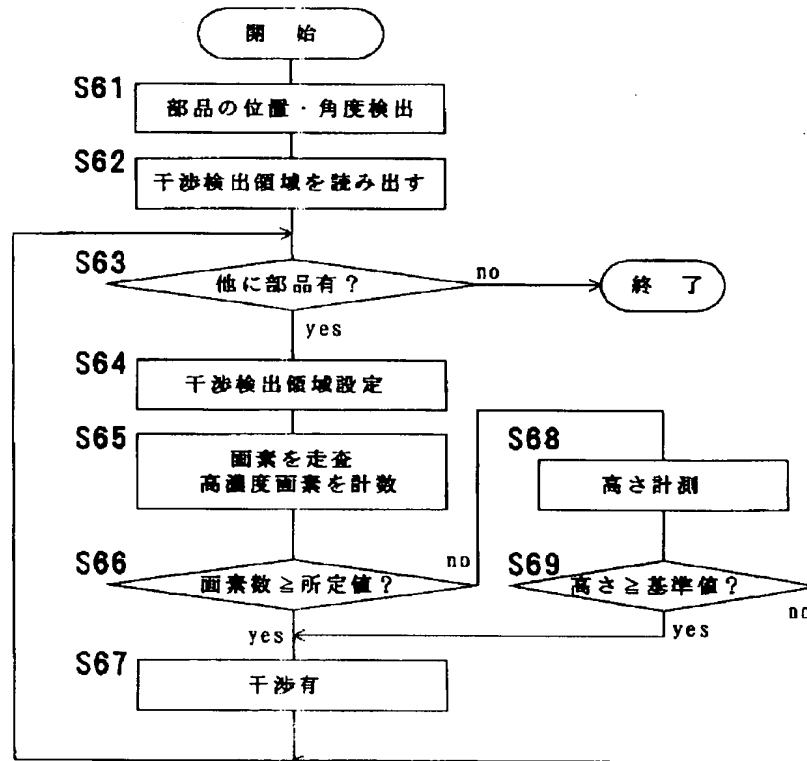 開 始
S61
部品の位置・角度検出
S62
干渉検出領域を読み出す
S63
他に部品有？
no
終 了
yes
S64
干渉検出領域設定
S65
画素を走査
高濃度画素を計数
S66
画素数≧所定値？
no
yes
S67
干渉有
S68
高さ計測
S69
高さ≧基準値？
no
yes